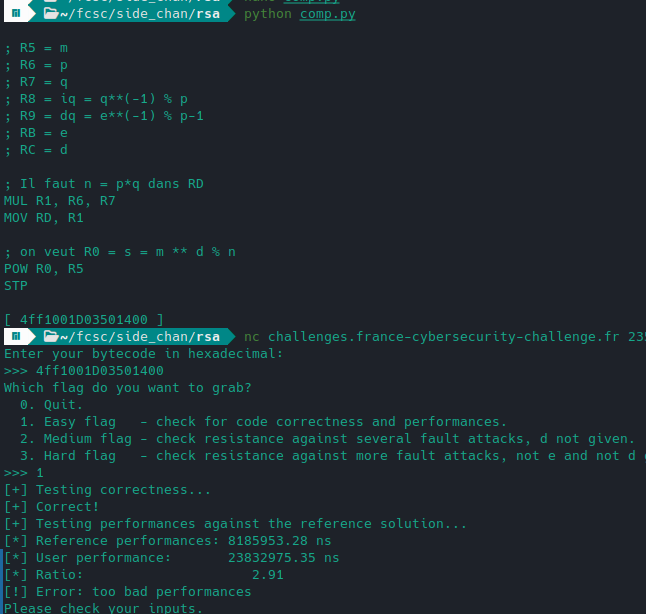 ~/fcsc/side_chan/rsa python comp.py
; R5 = m
; R6 = p
; R7 = q
; R8 = iq = q**(-1) % p
; R9 = dq = e**(-1) % p-1
; RB = e
; RC = d
; Il faut n = p*q dans RD
MUL R1, R6, R7
MOV RD, R1
; on veut R0 = s = m ** d % n
POW R0, R5
STP
[ 4ff1001D03501400 ]
~/fcsc/side_chan/rsa nc challenges.france-cybersecurity-challenge.fr 235
Enter your bytecode in hexadecimal:
>>> 4ff1001D03501400
Which flag do you want to grab?
0. Quit.
1. Easy flag - check for code correctness and performances.
2. Medium flag - check resistance against several fault attacks, d not given.
3. Hard flag - check resistance against more fault attacks, not e and not d
>>> 1
[+] Testing correctness...
[+] Correct!
[+] Testing performances against the reference solution...
[*] Reference performances: 8185953.28 ns
[*] User performance: 23832975.35 ns
[*] Ratio: 2.91
[!] Error: too bad performances
Please check your inputs.